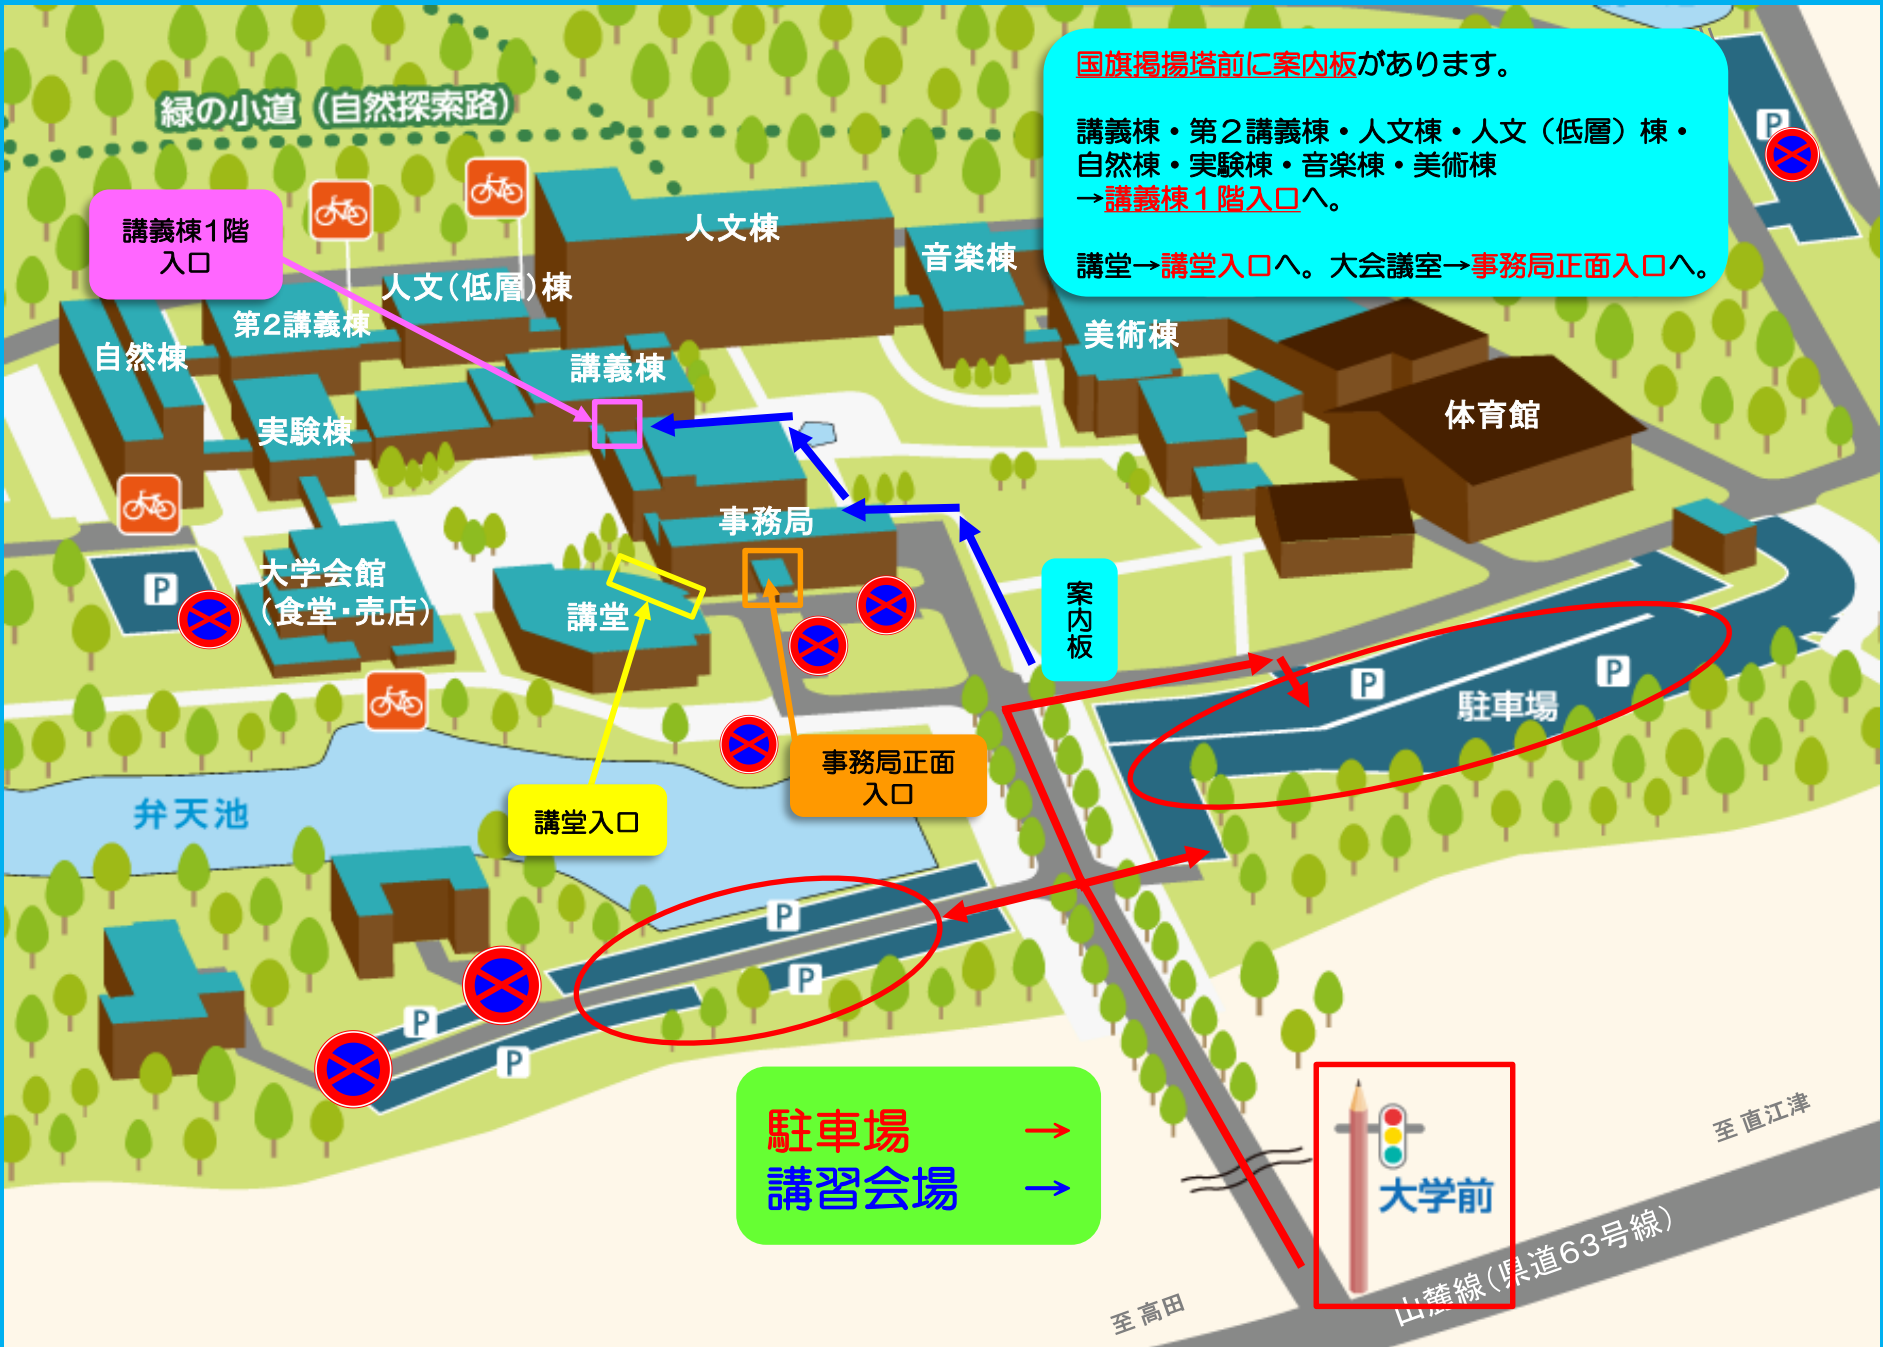 国旗掲揚塔前に案内板があります。
講義棟・第２講義棟・人文棟・人文（低層）棟・
自然棟・実験棟・音楽棟・美術棟
→講義棟１階入口へ。
講堂→講堂入口へ。大会議室→事務局正面入口へ。
P
緑の小道（自然探索路）
講義棟1階
入口
人文棟
音楽棟
人文（低層）棟
第2講義棟
自然棟
美術棟
講義棟
体育館
実験棟
事務局
大学会館
（食堂・売店）
P
講堂
案内板
P
P
駐車場
事務局正面
入口
講堂入口
弁天池
P
P
P
P
駐車場　→
講習会場　→
大学前
至 直江津
山麓線（県道63号線）
至 高田